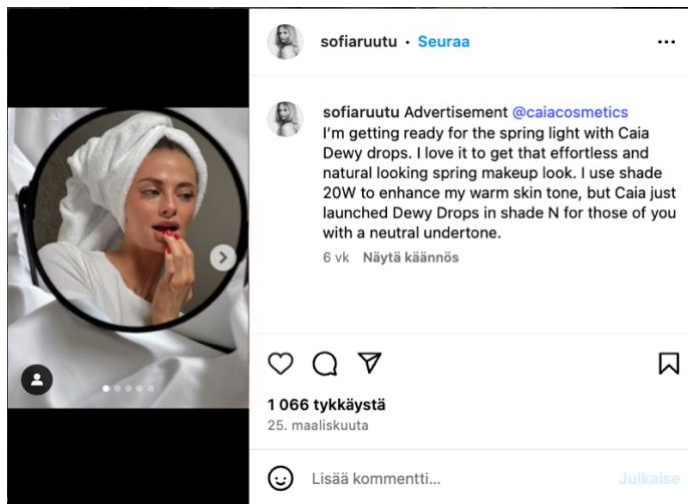 sofiaruutu • Seuraa
sofiaruutu Advertisement @caiacosmetics
I'm getting ready for the spring light with Caia
Dewy drops. I love it to get that effortless and
natural looking spring makeup look. I use shade
20W to enhance my warm skin tone, but Caia just
launched Dewy Drops in shade N for those of you
with a neutral undertone.
6 vk Näytä käännös
1 066 tykkäystä
25. maaliskuuta
Lisää kommentti...
Julkaise